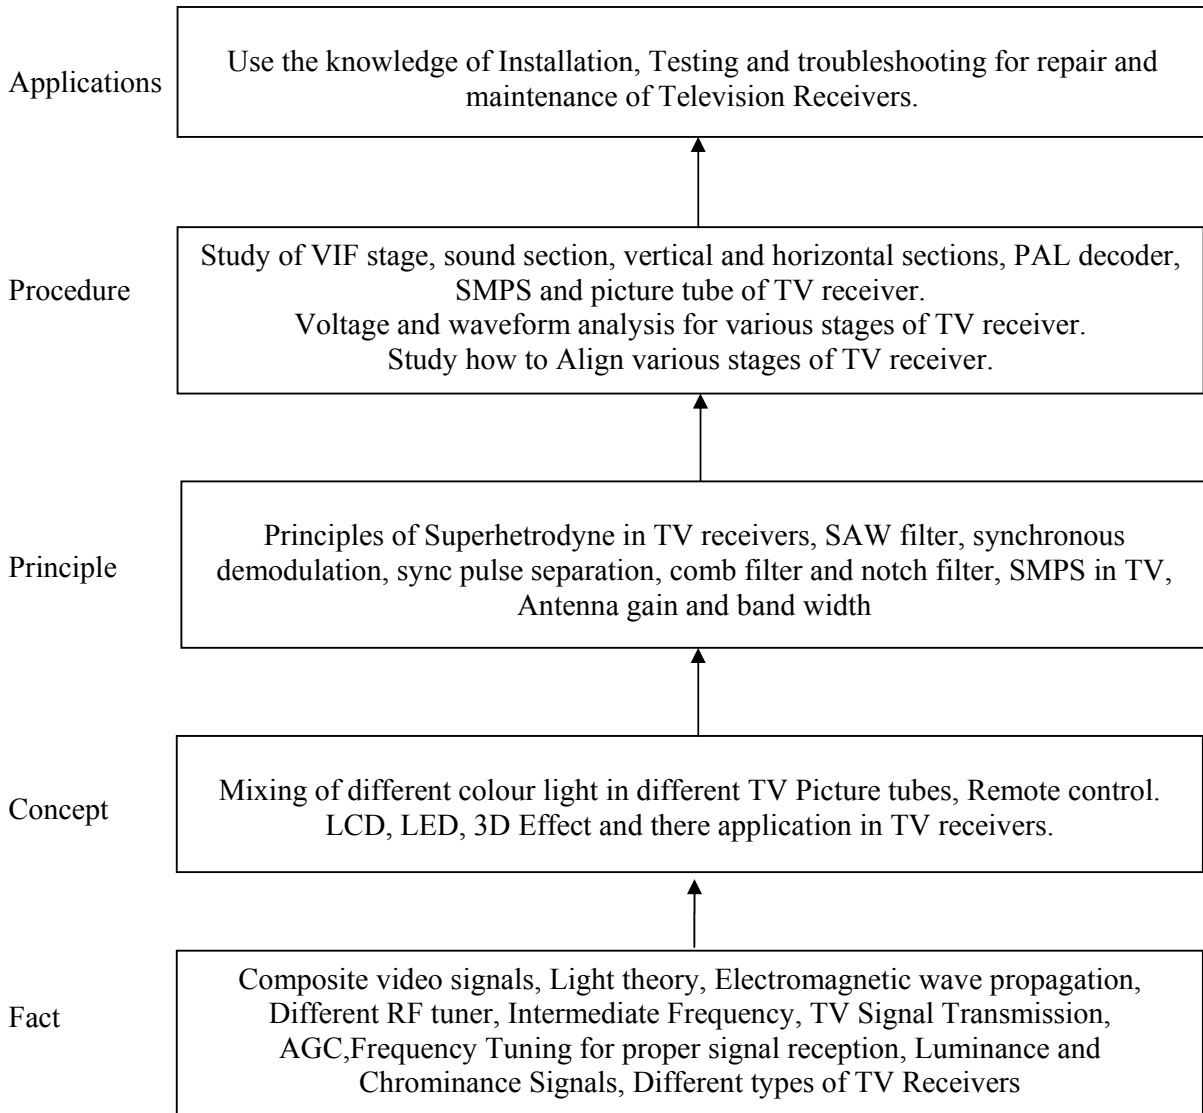 Applications
Use the knowledge of Installation, Testing and troubleshooting for repair and
maintenance of Television Receivers.
Procedure
Study of VIF stage, sound section, vertical and horizontal sections, PAL decoder,
SMPS and picture tube of TV receiver.
Voltage and waveform analysis for various stages of TV receiver.
Study how to Align various stages of TV receiver.
Principle
Principles of Superhetrodyne in TV receivers, SAW filter, synchronous
demodulation, sync pulse separation, comb filter and notch filter, SMPS in TV,
Antenna gain and band width
Concept
Mixing of different colour light in different TV Picture tubes, Remote control.
LCD, LED, 3D Effect and there application in TV receivers.
Fact
Composite video signals, Light theory, Electromagnetic wave propagation,
Different RF tuner, Intermediate Frequency, TV Signal Transmission,
AGC,Frequency Tuning for proper signal reception, Luminance and
Chrominance Signals, Different types of TV Receivers